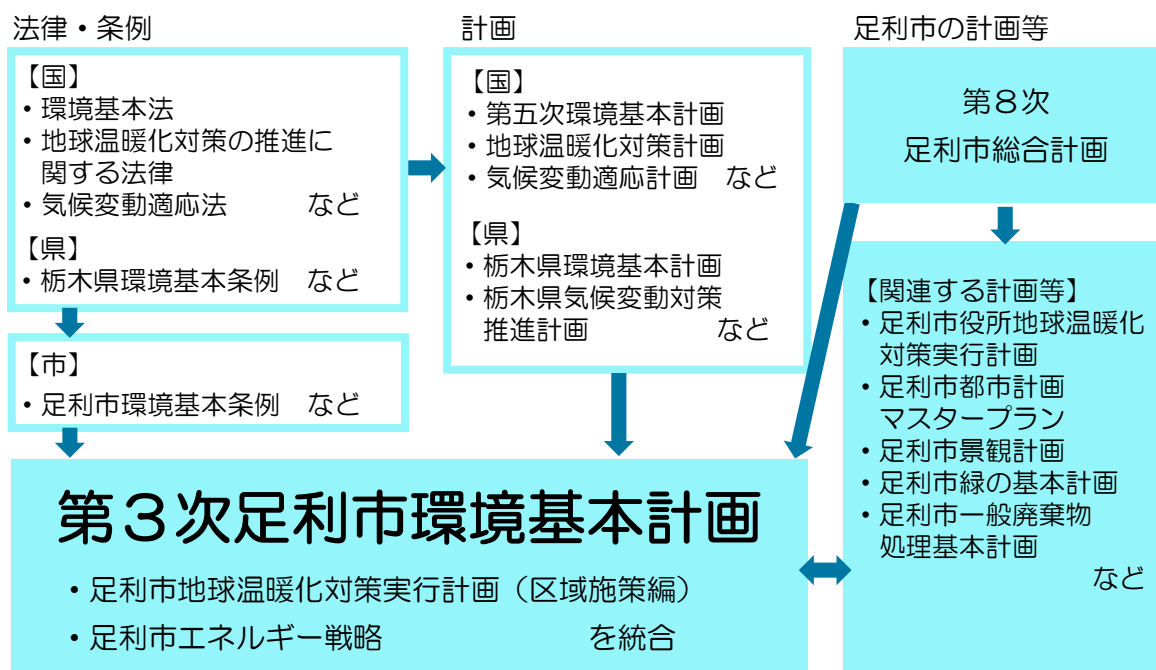 法律・条例
【国】
・環境基本法
・地球温暖化対策の推進に
関する法律
・気候変動適応法　など
【県】
・栃木県環境基本条例　など
【市】
・足利市環境基本条例　など
計画
【国】
・第五次環境基本計画
・地球温暖化対策計画
・気候変動適応計画　など
【県】
・栃木県環境基本計画
・栃木県気候変動対策
推進計画　など
足利市の計画等
第８次
足利市総合計画
【関連する計画等】
・足利市役所地球温暖化
対策実行計画
・足利市都市計画
マスタープラン
・足利市景観計画
・足利市緑の基本計画
・足利市一般廃棄物
処理基本計画
など
第３次足利市環境基本計画
・足利市地球温暖化対策実行計画（区域施策編）
・足利市エネルギー戦略　を統合